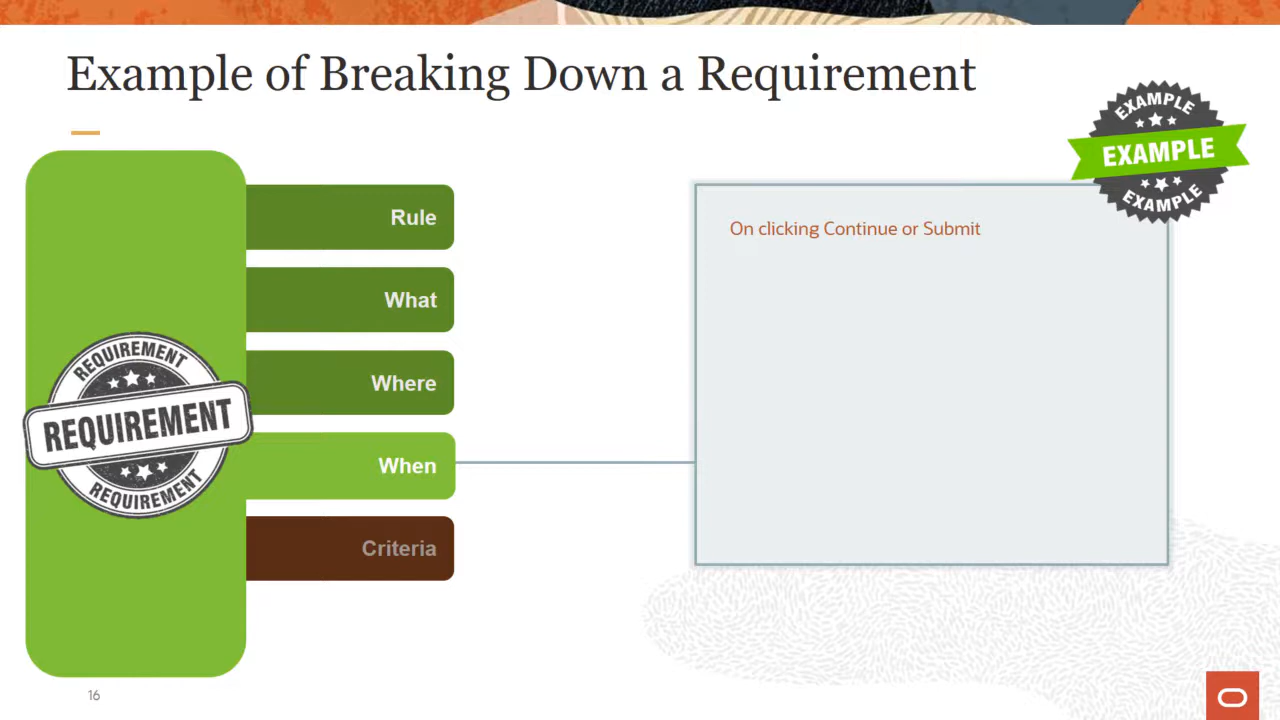 Example of Breaking Down a Requirement
EXAMPLE
EXAMPLE
EXAMPLE
Rule
On clicking Continue or Submit
What
Where
REQUIREMENT
REQUIREMENT
REQUIREMENT
When
Criteria
16